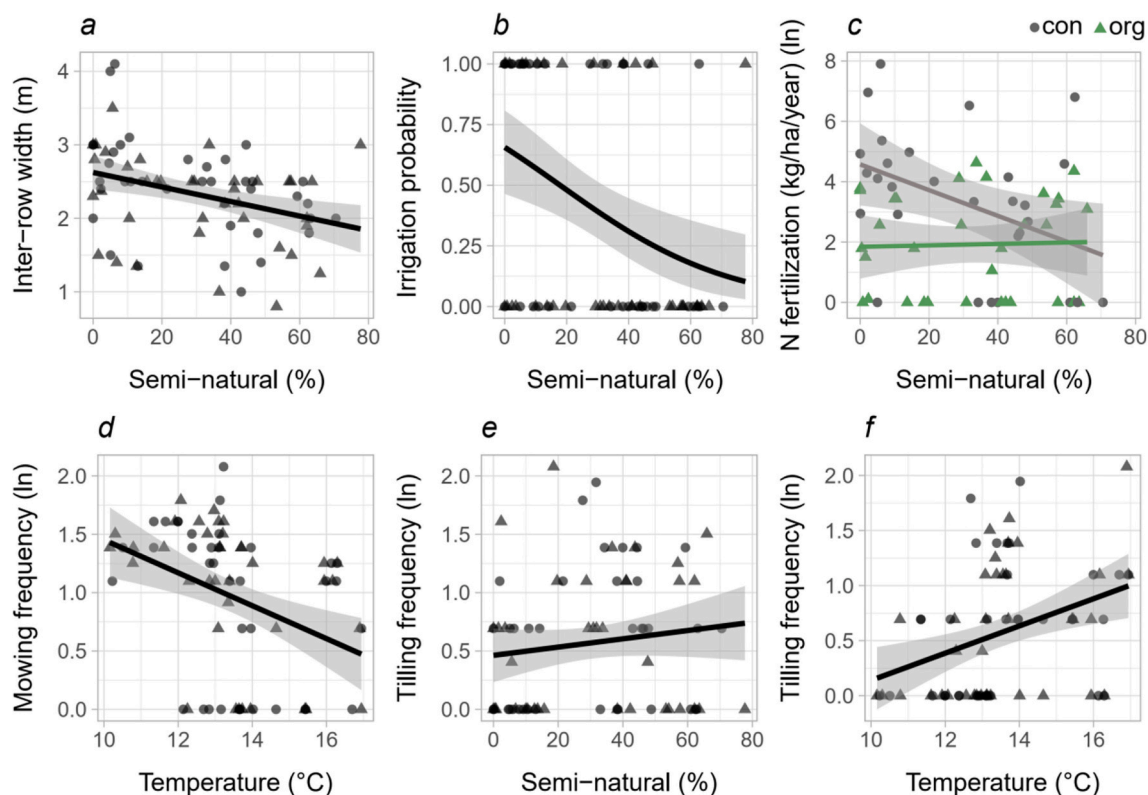 a
b
c
con
org
Inter−row width (m)
4
3
2
1
0 20 40 60 80
Semi−natural (%)
Irrigation probability
1.00
0.75
0.50
0.25
0.00
0 20 40 60 80
Semi−natural (%)
N fertilization (kg/ha/year) (ln)
8
6
4
2
0
0 20 40 60 80
Semi−natural (%)
d
e
f
Mowing frequency (ln)
2.0
1.5
1.0
0.5
0.0
10 12 14 16
Temperature (°C)
Tilling frequency (ln)
2.0
1.5
1.0
0.5
0.0
0 20 40 60 80
Semi−natural (%)
Tilling frequency (ln)
2.0
1.5
1.0
0.5
0.0
10 12 14 16
Temperature (°C)